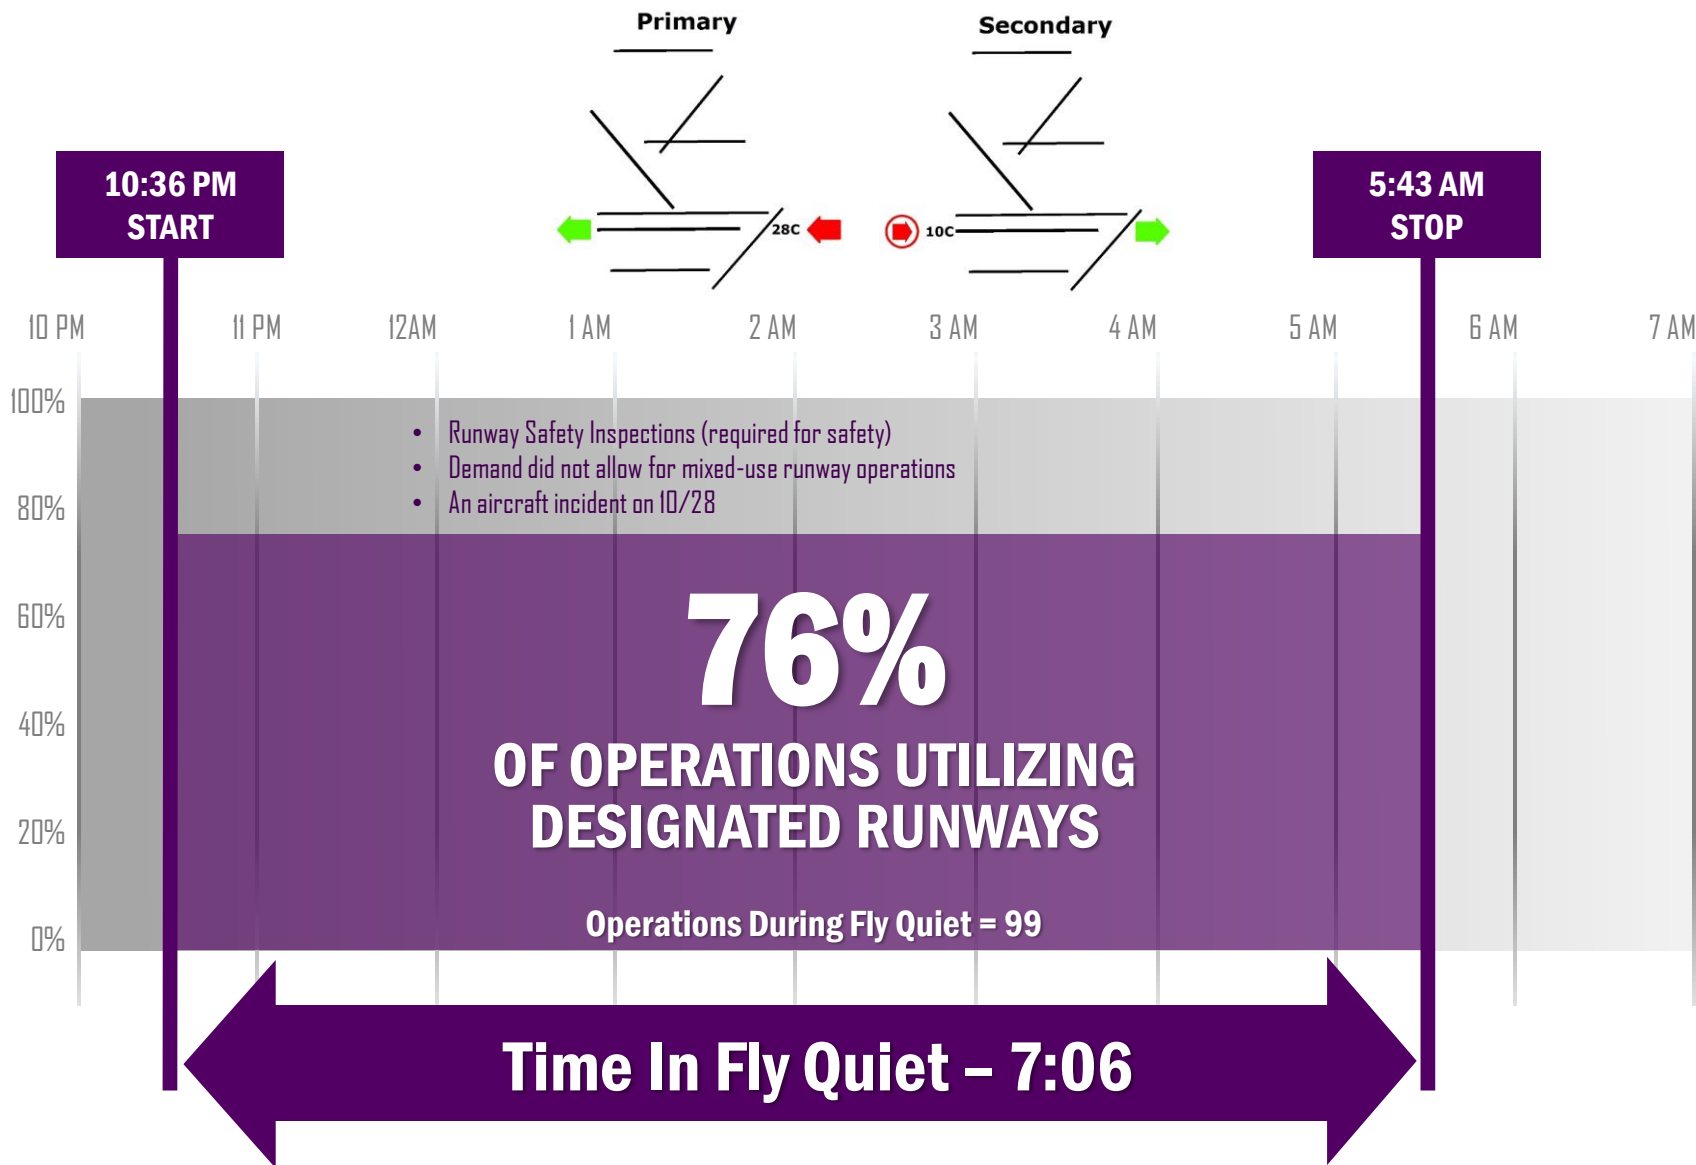 Primary
Secondary
28C
10C
10:36 PM
START
5:43 AM
STOP
10 PM
11 PM
12AM
1 AM
2 AM
3 AM
4 AM
5 AM
6 AM
7 AM
100%
80%
60%
40%
20%
0%
• Runway Safety Inspections (required for safety)
• Demand did not allow for mixed-use runway operations
• An aircraft incident on 10/28
76%
OF OPERATIONS UTILIZING
DESIGNATED RUNWAYS
Operations During Fly Quiet = 99
Time In Fly Quiet – 7:06